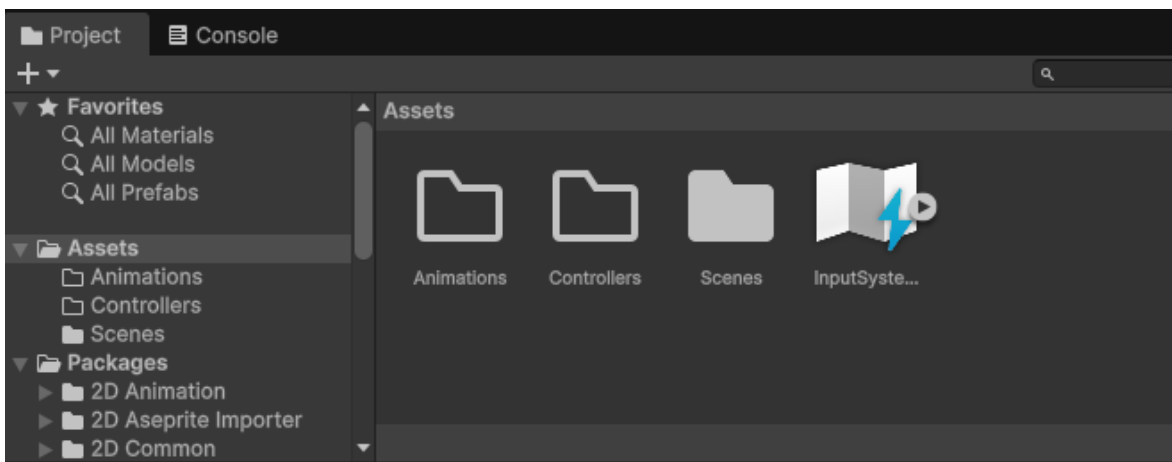 Project
Console
Favorites
All Materials
All Models
All Prefabs
Assets
Animations
Controllers
Scenes
Packages
2D Animation
2D Aseprite Importer
2D Common
Assets
Animations
Controllers
Scenes
InputSyste...